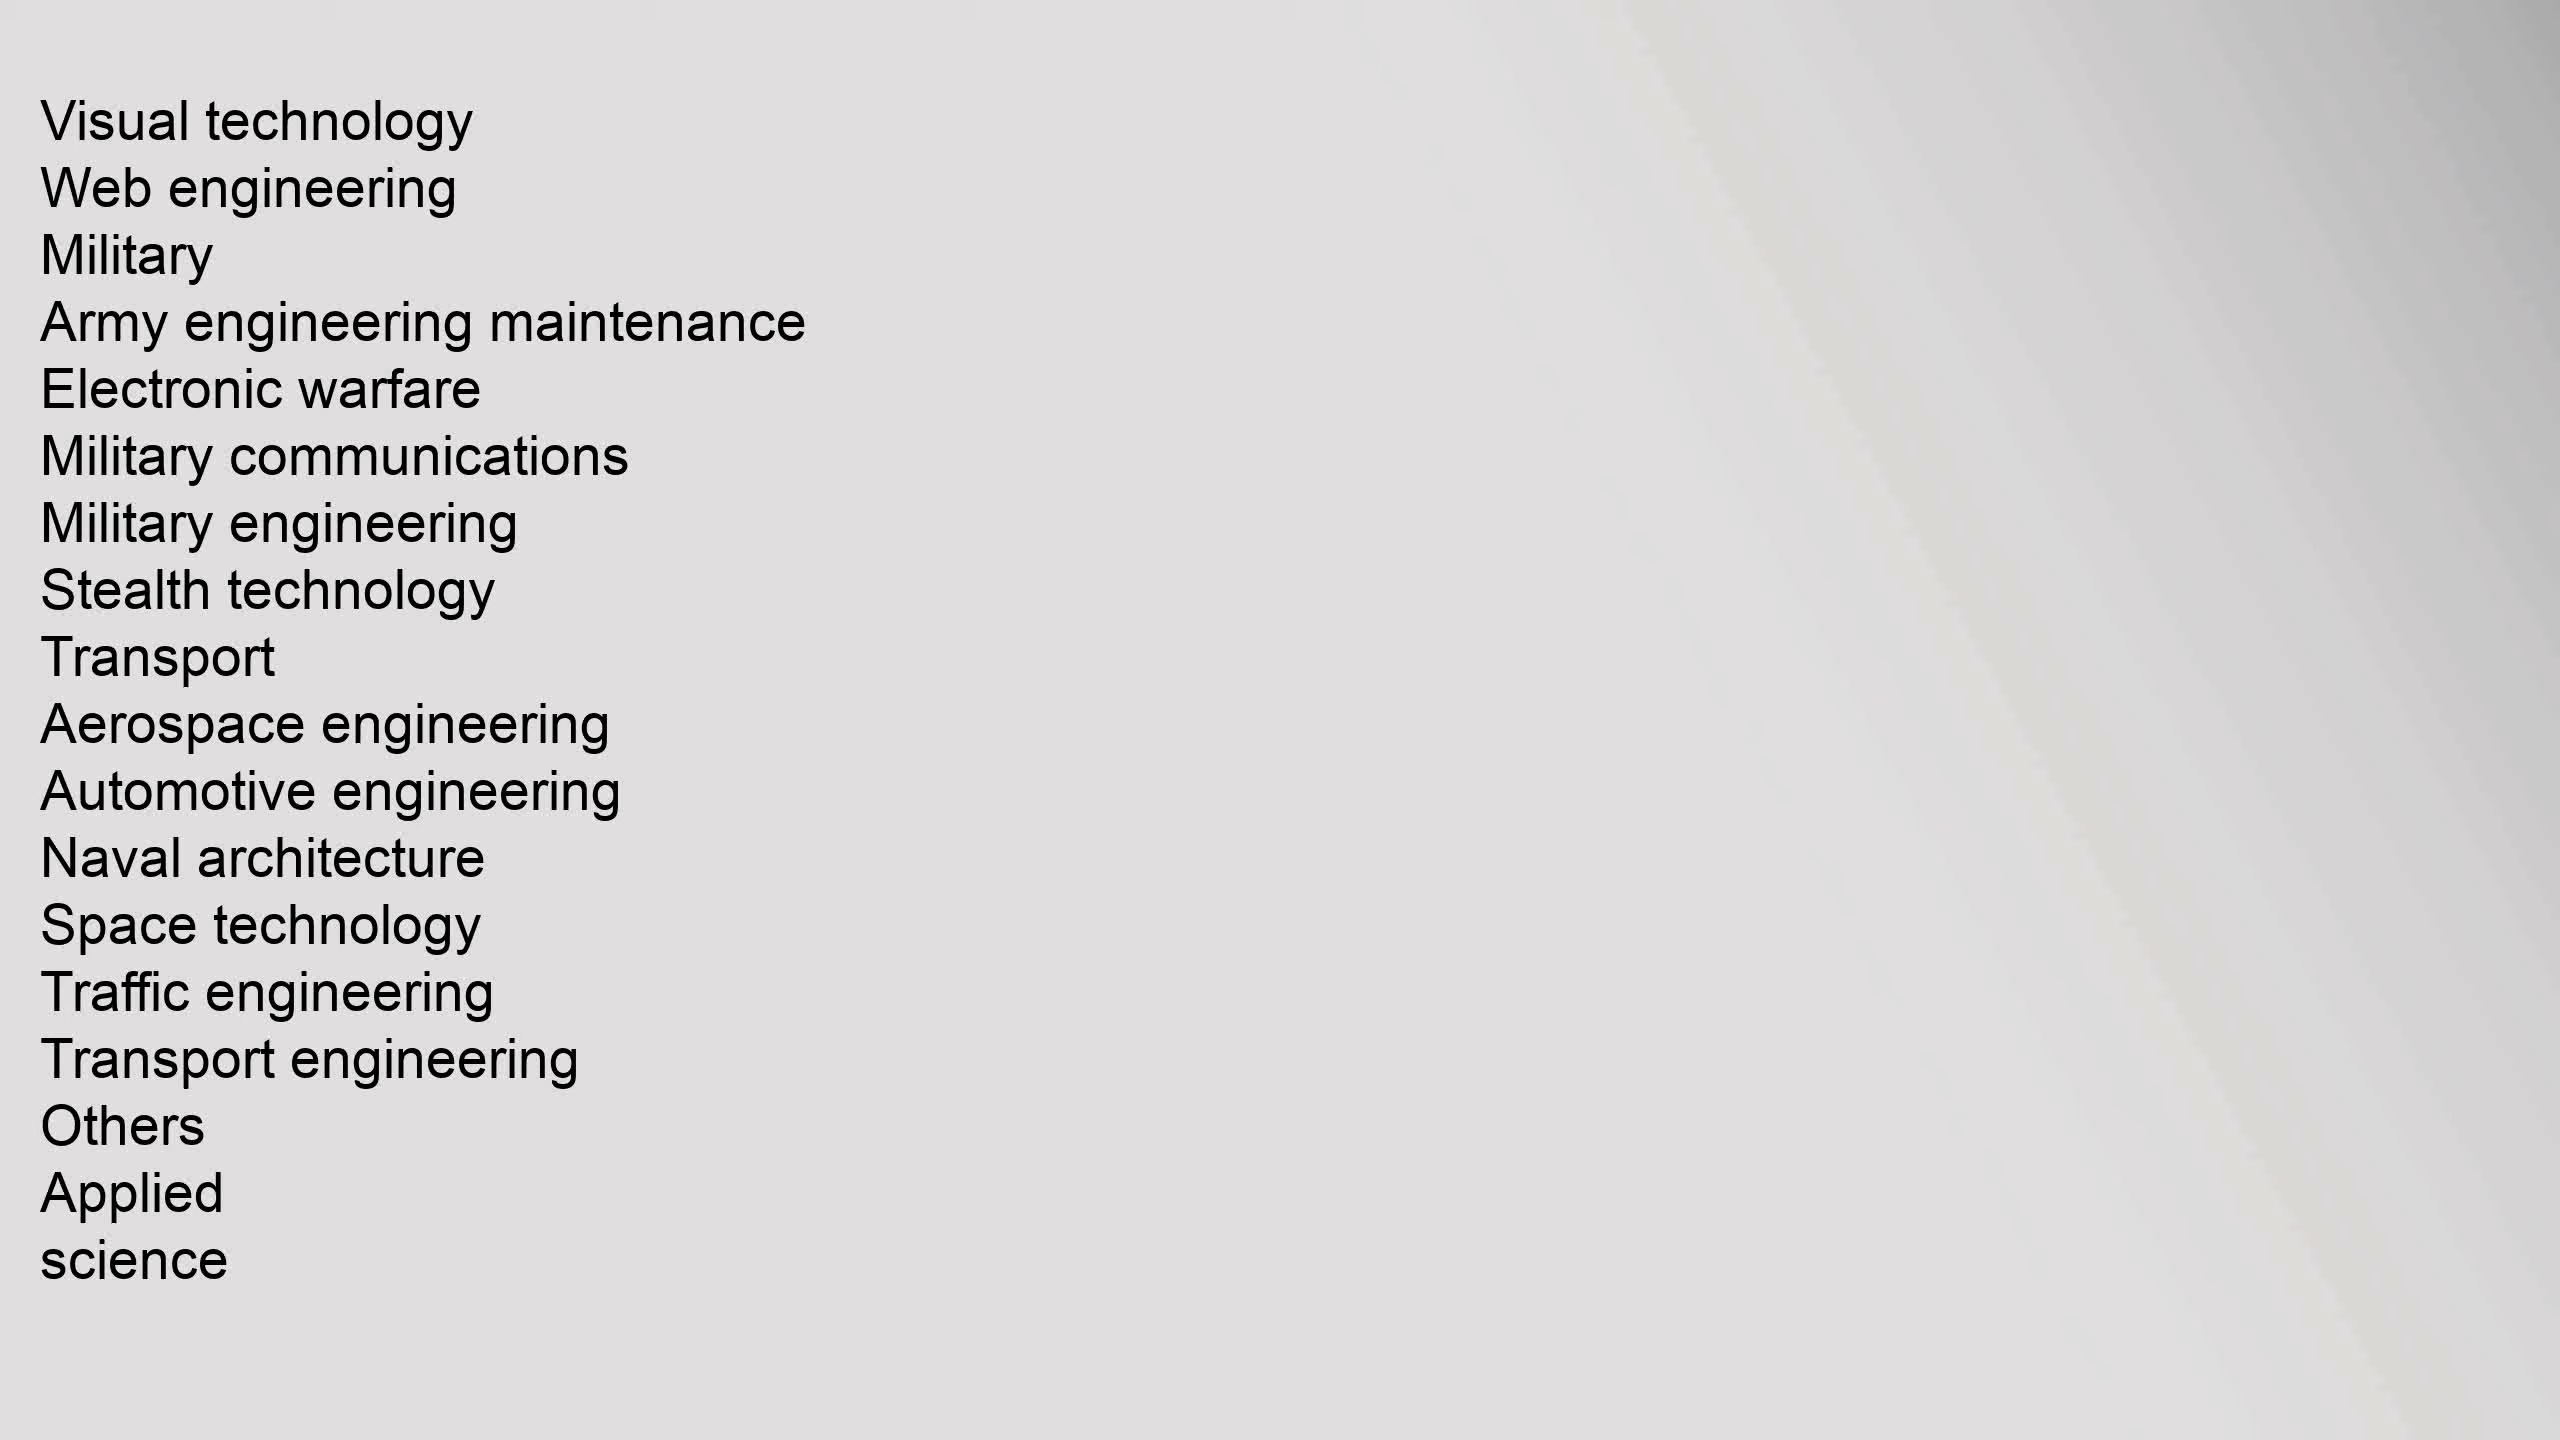 Visual technology
Web engineering
Military
Army engineering maintenance
Electronic warfare
Military communications
Military engineering
Stealth technology
Transport
Aerospace engineering
Automotive engineering
Naval architecture
Space technology
Traffic engineering
Transport engineering
Others
Applied
science